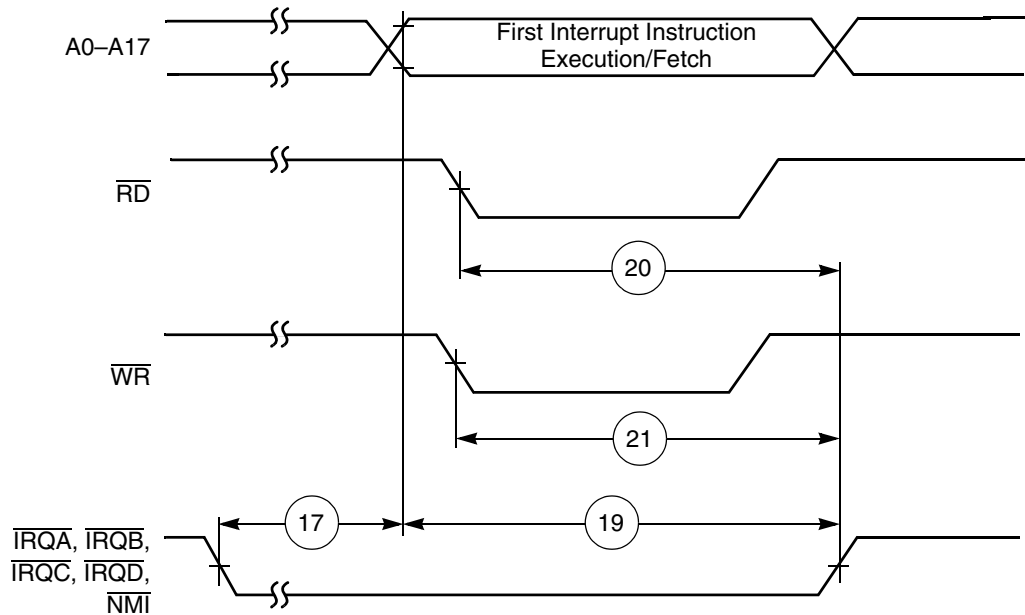 A0–A17
First Interrupt Instruction
Execution/Fetch
RD
20
WR
21
17
19
IRQA, IRQB,
IRQC, IRQD,
NMI